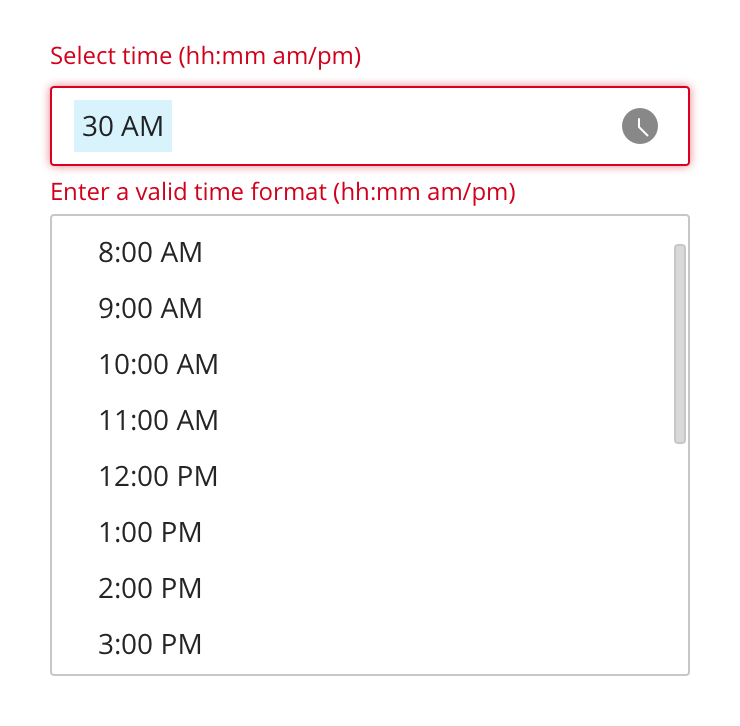 Select time (hh:mm am/pm)
30 AM
Enter a valid time format (hh:mm am/pm)
8:00 AM
9:00 AM
10:00 AM
11:00 AM
12:00 PM
1:00 PM
2:00 PM
3:00 PM